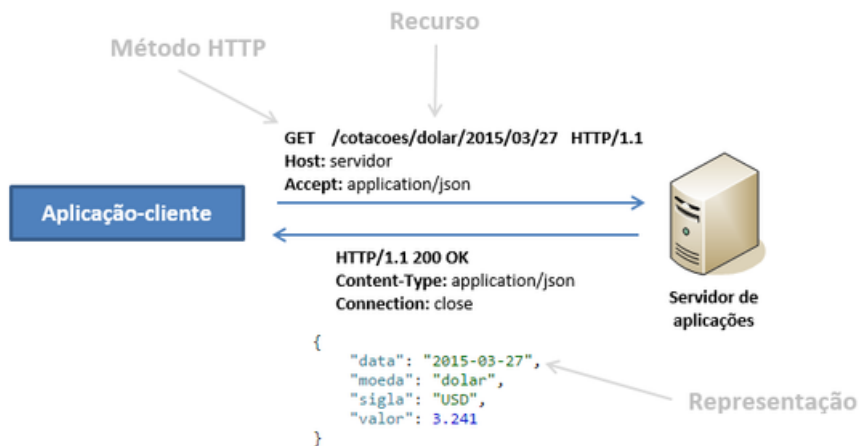 Recurso
Método HTTP
GET /cotacoes/dolar/2015/03/27 HTTP/1.1
Host: servidor
Accept: application/json
Aplicação-cliente
HTTP/1.1 200 OK
Content-Type: application/json
Connection: close
Servidor de
aplicações
{
"data": "2015-03-27",
"moeda": "dolar",
"sigla": "USD",
"valor": 3.241
}
Representação